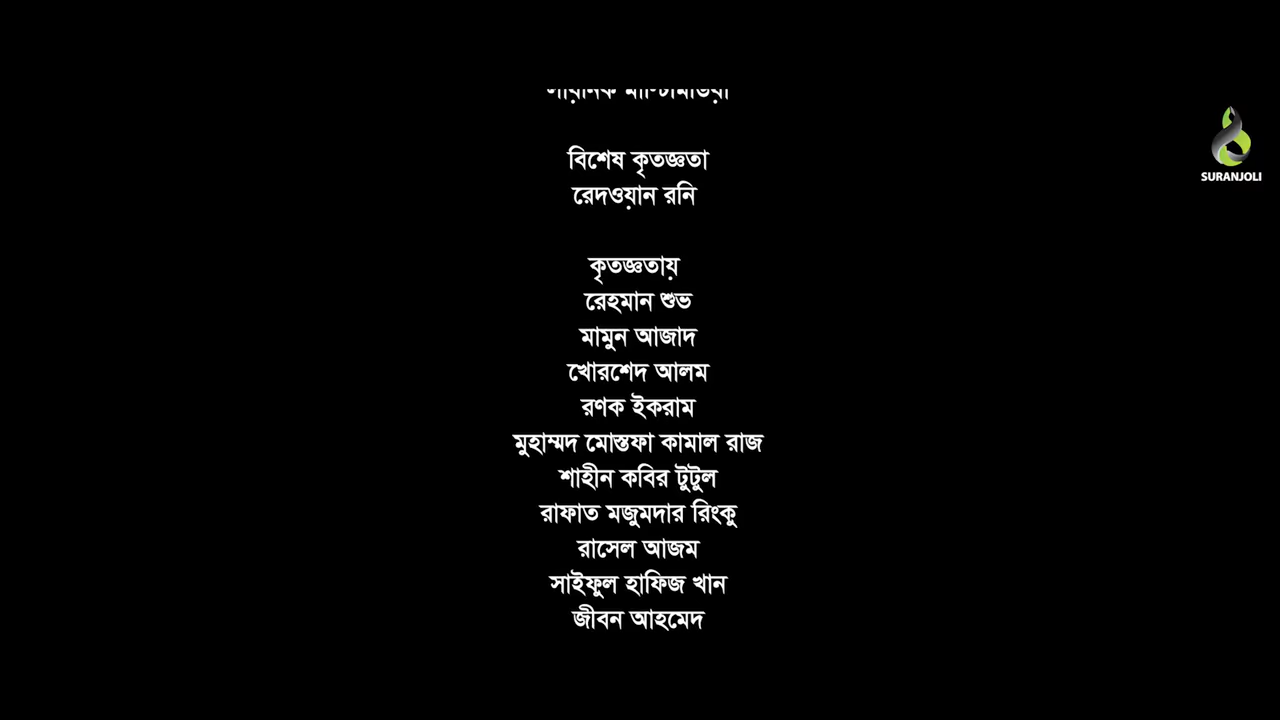 বিশেষ কৃতজ্ঞতা
রেদওয়ান রনি
কৃতজ্ঞতায়
রেহমান শুভ
মামুন আজাদ
খোরশেদ আলম
রণক ইকরাম
মুহাম্মদ মোস্তফা কামাল রাজ
শাহীন কবির টুটুল
রাফাত মজুমদার রিংকু
রাসেল আজম
সাইফুল হাফিজ খান
জীবন আহমেদ
SURANJOLI